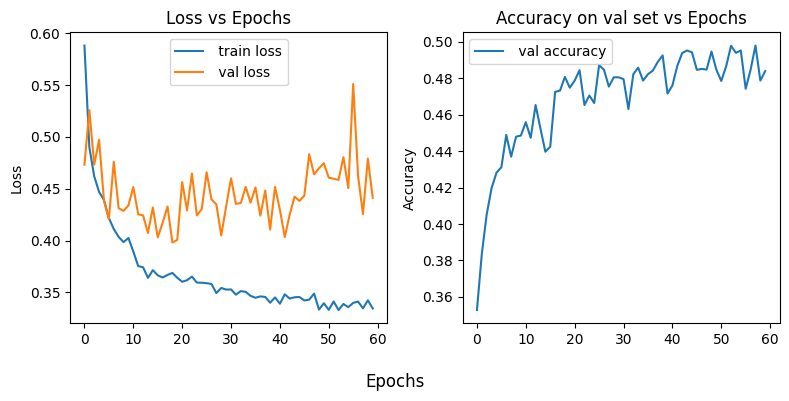 Loss vs Epochs
train loss
val loss
Loss
0.60
0.55
0.50
0.45
0.40
0.35
0 10 20 30 40 50 60
Accuracy on val set vs Epochs
val accuracy
Accuracy
0.50
0.48
0.46
0.44
0.42
0.40
0.38
0.36
0 10 20 30 40 50 60
Epochs